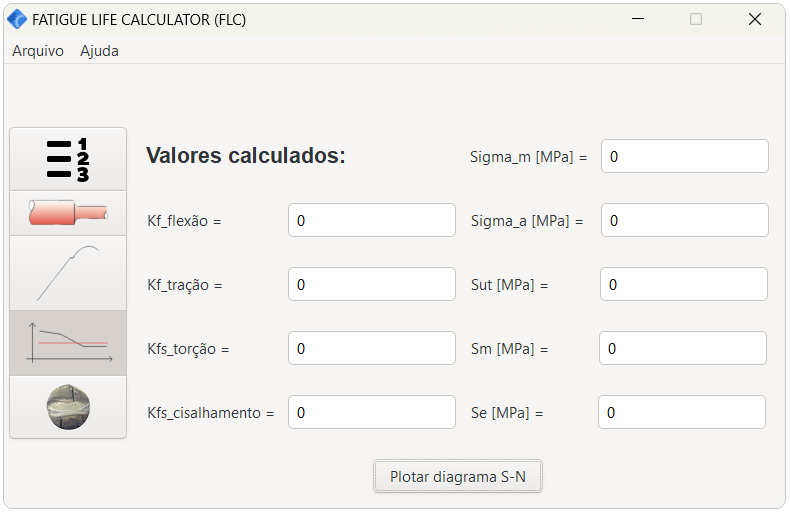 FATIGUE LIFE CALCULATOR (FLC)
Arquivo Ajuda
1
2
3
Valores calculados:
Sigma_m [MPa] = 0
Kf_flexão = 0
Sigma_a [MPa] = 0
Kf_tração = 0
Sut [MPa] = 0
Kfs_torção = 0
Sm [MPa] = 0
Kfs_cisalhamento = 0
Se [MPa] = 0
Plotar diagrama S-N